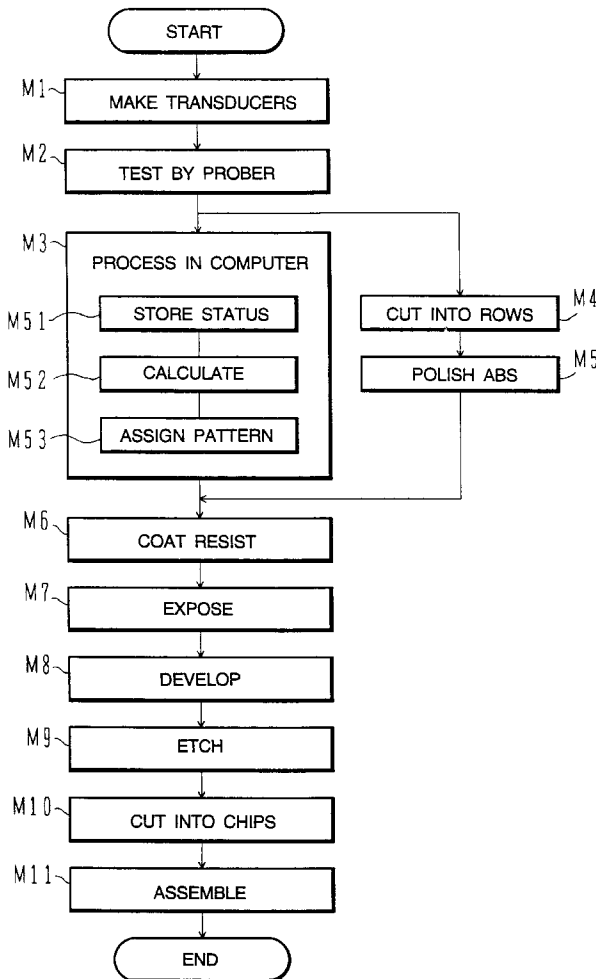 START
M1
MAKE TRANSDUCERS
M2
TEST BY PROBER
M3
PROCESS IN COMPUTER
M51
STORE STATUS
M52
CALCULATE
M53
ASSIGN PATTERN
M4
CUT INTO ROWS
M5
POLISH ABS
M6
COAT RESIST
M7
EXPOSE
M8
DEVELOP
M9
ETCH
M10
CUT INTO CHIPS
M11
ASSEMBLE
END